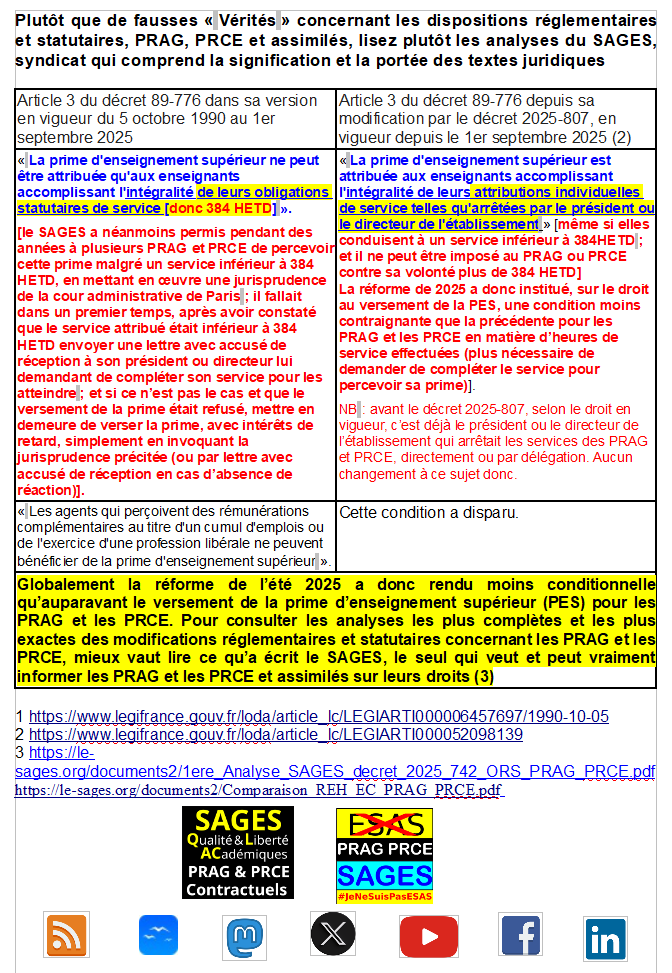 Plutôt que de fausses « Vérités » concernant les dispositions réglementaires
et statutaires, PRAG, PRCE et assimilés, lisez plutôt les analyses du SAGES,
syndicat qui comprend la signification et la portée des textes juridiques
Article 3 du décret 89-776 dans sa version
en vigueur du 5 octobre 1990 au 1er
septembre 2025
« La prime d'enseignement supérieur ne peut
être attribuée qu'aux enseignants
accomplissant l'intégralité de leurs obligations
statutaires de service [donc 384 HETD] ».
[le SAGES a néanmoins permis pendant des
années à plusieurs PRAG et PRCE de percevoir
cette prime malgré un service inférieur à 384
HETD, en mettant en œuvre une jurisprudence
de la cour administrative de Paris ; il fallait
dans un premier temps, après avoir constaté
que le service attribué était inférieur à 384
HETD envoyer une lettre avec accusé de
réception à son président ou directeur lui
demandant de compléter son service pour les
atteindre ; et si ce n'est pas le cas et que le
versement de la prime était refusé, mettre en
demeure de verser la prime, avec intérêts de
retard, simplement en invoquant la
jurisprudence précitée (ou par lettre avec
accusé de réception en cas d'absence de
réaction)].
Article 3 du décret 89-776 depuis sa
modification par le décret 2025-807, en
vigueur depuis le 1er septembre 2025 (2)
« La prime d'enseignement supérieur est
attribuée aux enseignants accomplissant
l'intégralité de leurs attributions individuelles
de service telles qu'arrêtées par le président ou
le directeur de l'établissement » [même si elles
conduisent à un service inférieur à 384HETD ;
et il ne peut être imposé au PRAG ou PRCE
contre sa volonté plus de 384 HETD]
La réforme de 2025 a donc institué, sur le droit
au versement de la PES, une condition moins
contraignante que la précédente pour les
PRAG et les PRCE en matière d'heures de
service effectuées (plus nécessaire de
demander de compléter le service pour
percevoir sa prime)].
NB : avant le décret 2025-807, selon le droit en
vigueur, c'est déjà le président ou le directeur de
l'établissement qui arrêtait les services des PRAG
et PRCE, directement ou par délégation. Aucun
changement à ce sujet donc.
« Les agents qui perçoivent des rémunérations
complémentaires au titre d'un cumul d'emplois ou
de l'exercice d'une profession libérale ne peuvent
bénéficier de la prime d'enseignement supérieur ».
Cette condition a disparu.
Globalement la réforme de l'été 2025 a donc rendu moins conditionnelle
qu'auparavant le versement de la prime d'enseignement supérieur (PES) pour les
PRAG et les PRCE. Pour consulter les analyses les plus complètes et les plus
exactes des modifications réglementaires et statutaires concernant les PRAG et les
PRCE, mieux vaut lire ce qu'a écrit le SAGES, le seul qui veut et peut vraiment
informer les PRAG et les PRCE et assimilés sur leurs droits (3)
1 https://www.legifrance.gouv.fr/loda/article_lc/LEGIARTI000006457697/1990-10-05
2 https://www.legifrance.gouv.fr/loda/article_lc/LEGIARTI000052098139
3 https://le-
sages.org/documents2/1ere_Analyse_SAGES_decret_2025_742_ORS_PRAG_PRCE.pdf
https://le-sages.org/documents2/Comparaison_REH_EC_PRAG_PRCE.pdf
SAGES
Qualité & Liberté
ACadémiques
PRAG & PRCE
Contractuels
ESAS
PRAG PRCE
SAGES
#JeNeSuisPasESAS